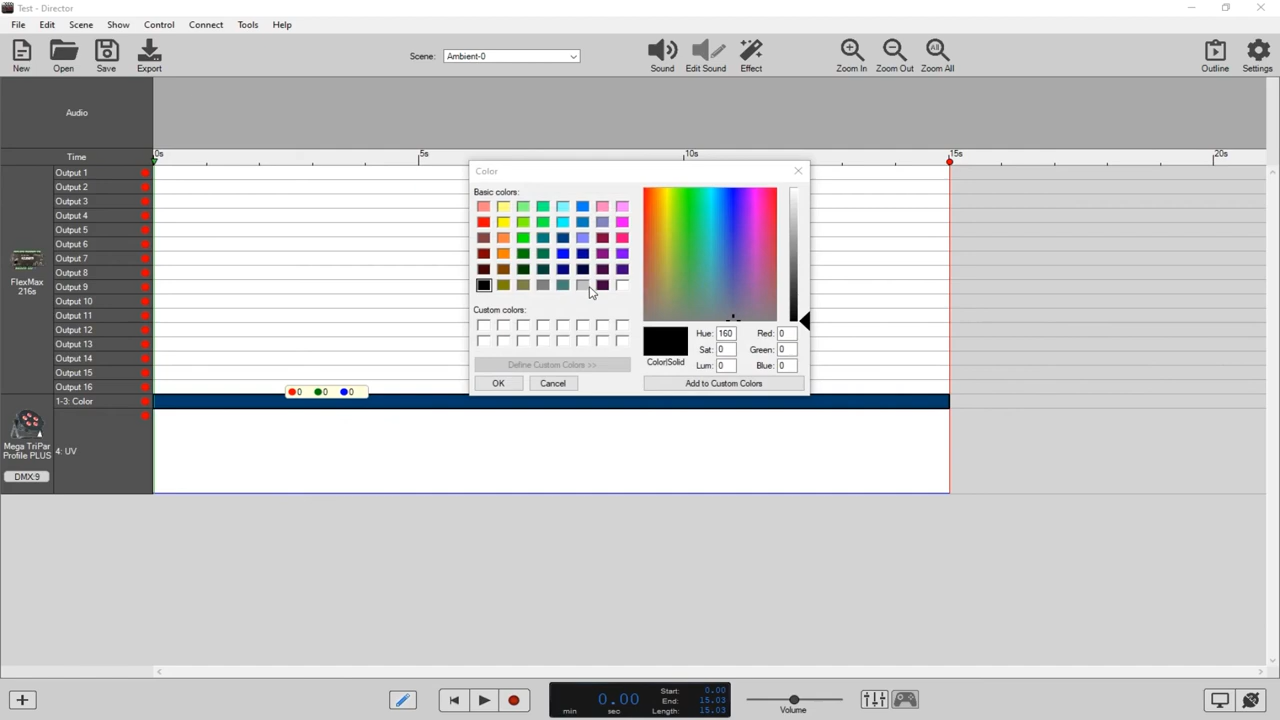 Test - Director
File Edit Scene Show Control Connect Tools Help
New Open Save Export Scene: Ambient-0 Sound Edit Sound Effect Zoom In Zoom Out All Zoom All Outline Settings
Audio
Time 0s 5s 10s 15s 20s
Output 1
Output 2
Output 3
Output 4
Output 5
Output 6
Output 7
Output 8
Output 9
Output 10
Output 11
Output 12
Output 13
Output 14
Output 15
Output 16
FlexMax
216s
1-3: Color
0 0 0
Mega TriPar
Profile PLUS
DMX:9
4: UV
Color
Basic colors:
Custom colors:
Define Custom Colors >>
OK Cancel
Color|Solid
Hue: 160 Red: 0
Sat: 0 Green: 0
Lum: 0 Blue: 0
Add to Custom Colors
0.00
min sec
Start: 0.00
End: 15.03
Length: 15.03
Volume